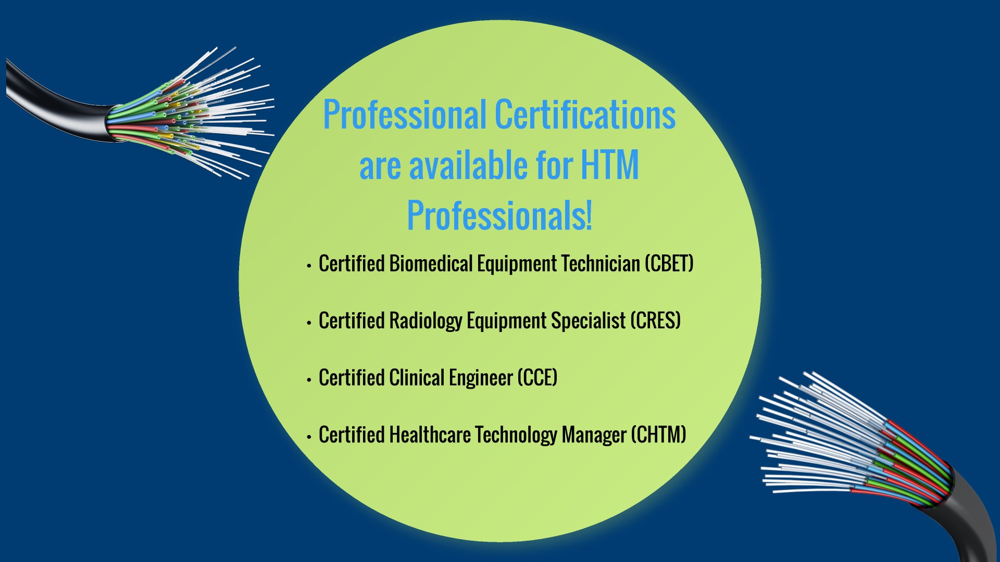 Professional Certifications
are available for HTM
Professionals!
• Certified Biomedical Equipment Technician (CBET)
• Certified Radiology Equipment Specialist (CRES)
• Certified Clinical Engineer (CCE)
• Certified Healthcare Technology Manager (CHTM)